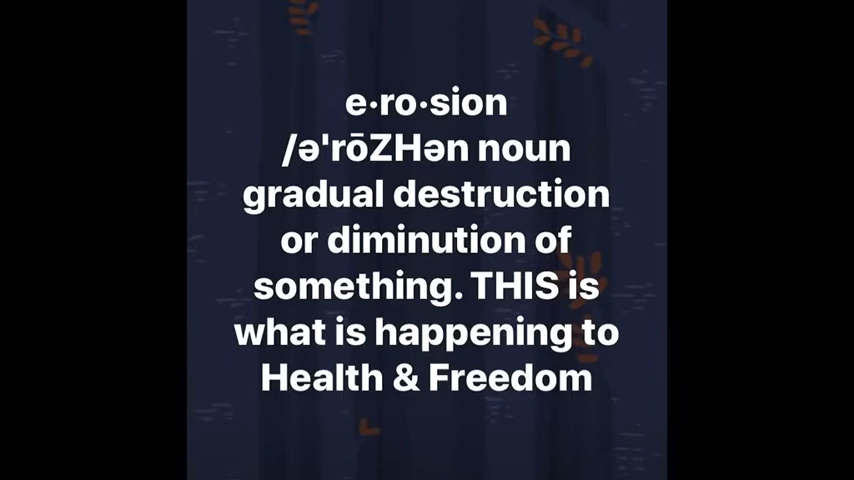 e·ro·sion
/ə'rōZHən noun
gradual destruction
or diminution of
something. THIS is
what is happening to
Health & Freedom